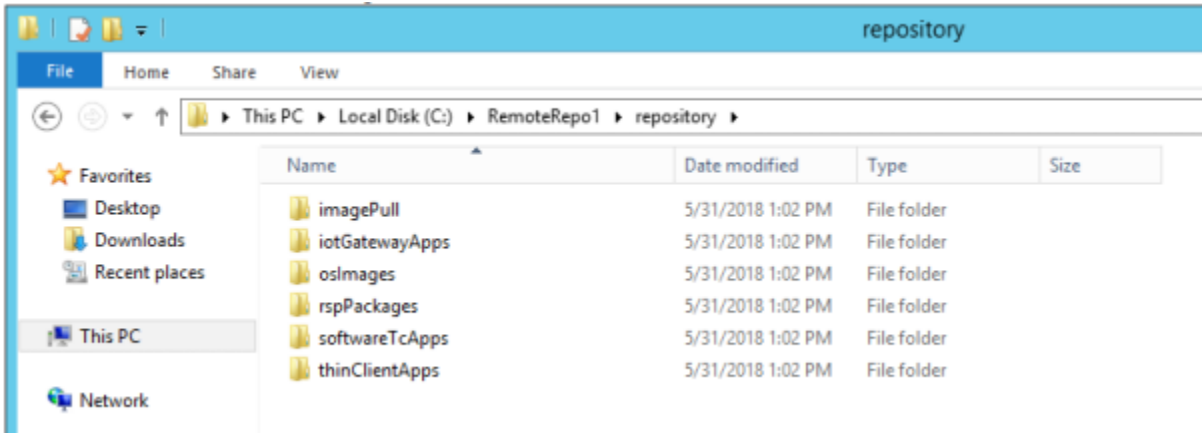 repository
File Home Share View
This PC Local Disk (C:) RemoteRepo1 repository
Name Date modified Type Size
Favorites
Desktop
Downloads
Recent places
This PC
Network
imagePull 5/31/2018 1:02 PM File folder
iotGatewayApps 5/31/2018 1:02 PM File folder
osImages 5/31/2018 1:02 PM File folder
rspPackages 5/31/2018 1:02 PM File folder
softwareTcApps 5/31/2018 1:02 PM File folder
thinClientApps 5/31/2018 1:02 PM File folder